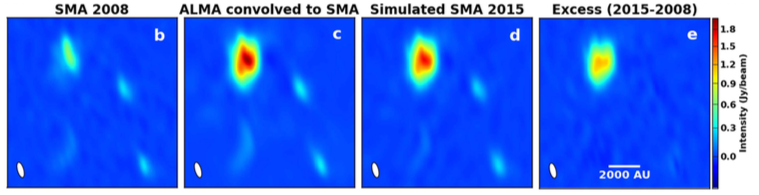 SMA 2008
ALMA convolved to SMA
Simulated SMA 2015
Excess (2015-2008)
b
c
d
e
1.8
1.5
1.2
0.9
0.6
0.3
0.0
Intensity (Jy/beam)
2000 AU